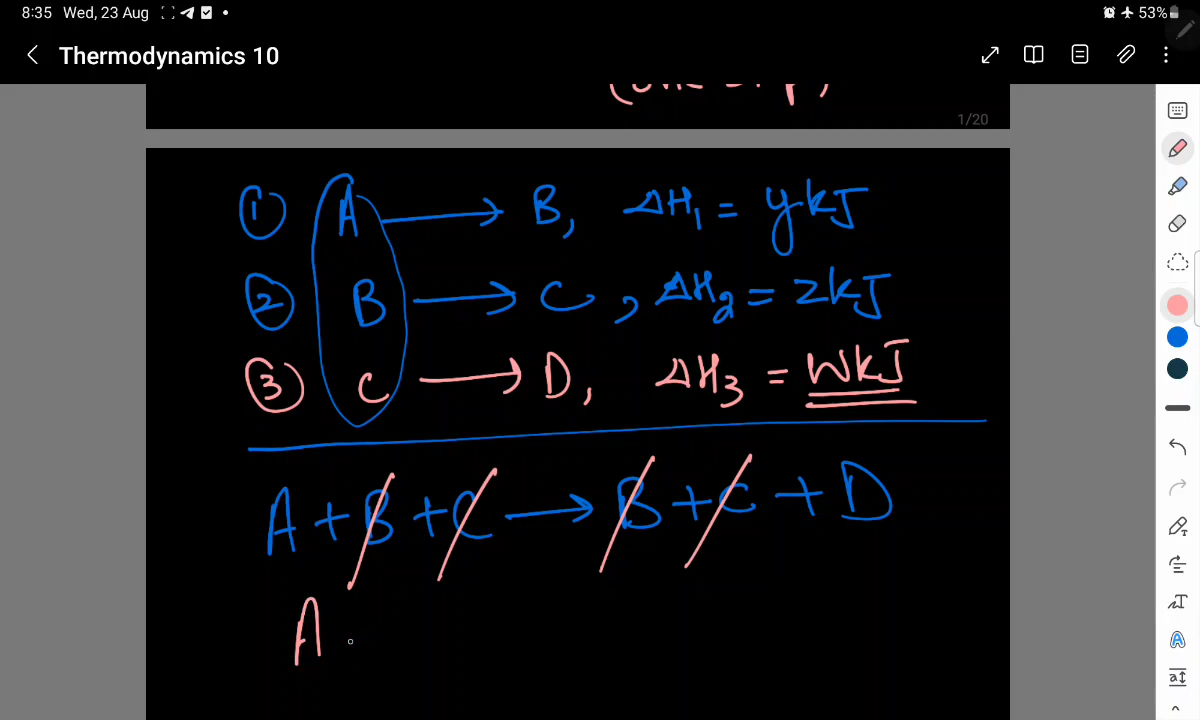 8:35 Wed, 23 Aug 53%
Thermodynamics 10
1/20
① A → B, ΔH₁ = y kJ
② B → C, ΔH₂ = z kJ
③ C → D, ΔH₃ = W kJ
A + B + C → B + C + D
A